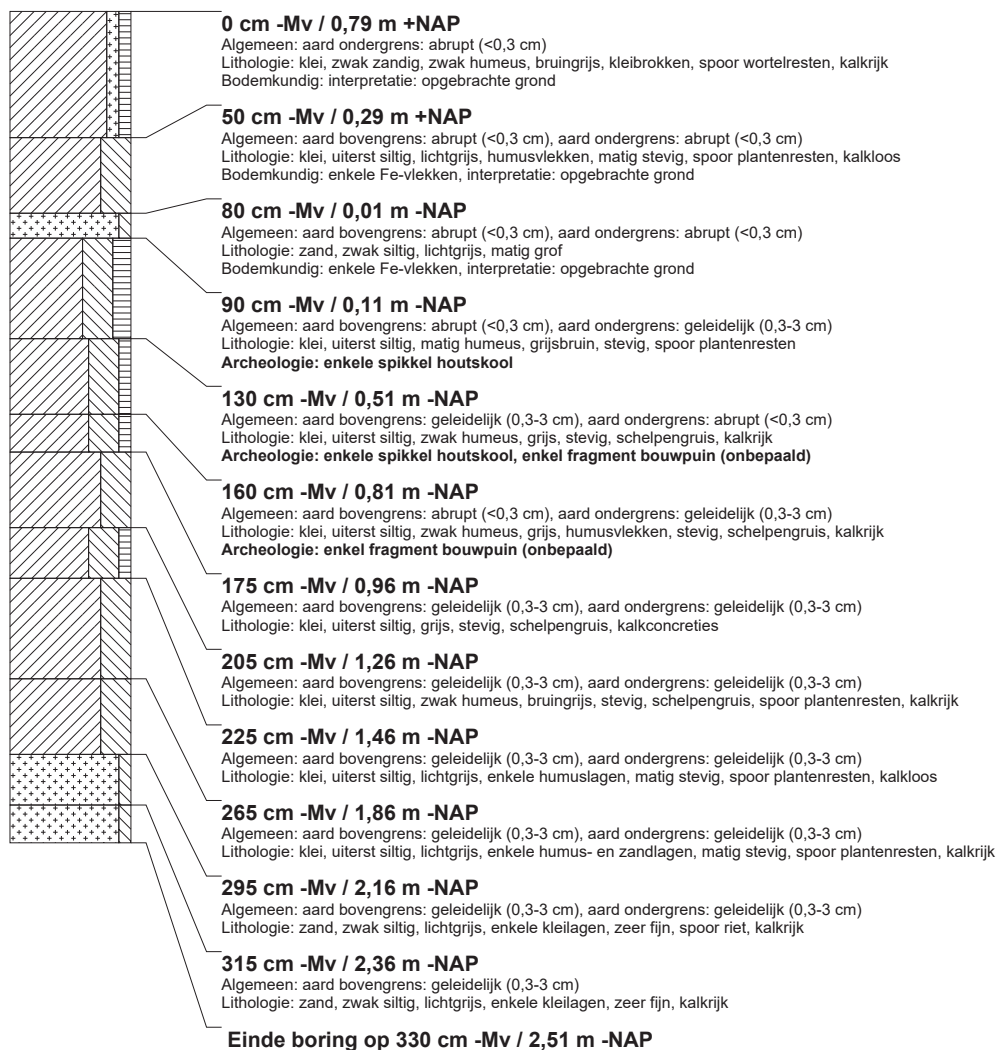 0 cm -Mv / 0,79 m +NAP
Algemeen: aard ondergrens: abrupt (<0,3 cm)
Lithologie: klei, zwak zandig, zwak humeus, bruingrijs, kleibrokken, spoor wortelresten, kalkrijk
Bodemkundig: interpretatie: opgebrachte grond
50 cm -Mv / 0,29 m +NAP
Algemeen: aard bovengrens: abrupt (<0,3 cm), aard ondergrens: abrupt (<0,3 cm)
Lithologie: klei, uiterst siltig, lichtgrijs, humusvlekken, matig stevig, spoor plantenresten, kalkloos
Bodemkundig: enkele Fe-vlekken, interpretatie: opgebrachte grond
80 cm -Mv / 0,01 m -NAP
Algemeen: aard bovengrens: abrupt (<0,3 cm), aard ondergrens: abrupt (<0,3 cm)
Lithologie: zand, zwak siltig, lichtgrijs, matig grof
Bodemkundig: enkele Fe-vlekken, interpretatie: opgebrachte grond
90 cm -Mv / 0,11 m -NAP
Algemeen: aard bovengrens: abrupt (<0,3 cm), aard ondergrens: geleidelijk (0,3-3 cm)
Lithologie: klei, uiterst siltig, matig humeus, grijsbruin, stevig, spoor plantenresten
Archeologie: enkele spikkel houtskool
130 cm -Mv / 0,51 m -NAP
Algemeen: aard bovengrens: geleidelijk (0,3-3 cm), aard ondergrens: abrupt (<0,3 cm)
Lithologie: klei, uiterst siltig, zwak humeus, grijs, stevig, schelpengruis, kalkrijk
Archeologie: enkele spikkel houtskool, enkel fragment bouwpuin (onbepaald)
160 cm -Mv / 0,81 m -NAP
Algemeen: aard bovengrens: abrupt (<0,3 cm), aard ondergrens: geleidelijk (0,3-3 cm)
Lithologie: klei, uiterst siltig, zwak humeus, grijs, humusvlekken, stevig, schelpengruis, kalkrijk
Archeologie: enkel fragment bouwpuin (onbepaald)
175 cm -Mv / 0,96 m -NAP
Algemeen: aard bovengrens: geleidelijk (0,3-3 cm), aard ondergrens: geleidelijk (0,3-3 cm)
Lithologie: klei, uiterst siltig, grijs, stevig, schelpengruis, kalkconcreties
205 cm -Mv / 1,26 m -NAP
Algemeen: aard bovengrens: geleidelijk (0,3-3 cm), aard ondergrens: geleidelijk (0,3-3 cm)
Lithologie: klei, uiterst siltig, zwak humeus, bruingrijs, stevig, schelpengruis, spoor plantenresten, kalkrijk
225 cm -Mv / 1,46 m -NAP
Algemeen: aard bovengrens: geleidelijk (0,3-3 cm), aard ondergrens: geleidelijk (0,3-3 cm)
Lithologie: klei, uiterst siltig, lichtgrijs, enkele humuslagen, matig stevig, spoor plantenresten, kalkloos
265 cm -Mv / 1,86 m -NAP
Algemeen: aard bovengrens: geleidelijk (0,3-3 cm), aard ondergrens: geleidelijk (0,3-3 cm)
Lithologie: klei, uiterst siltig, lichtgrijs, enkele humus- en zandlagen, matig stevig, spoor plantenresten, kalkrijk
295 cm -Mv / 2,16 m -NAP
Algemeen: aard bovengrens: geleidelijk (0,3-3 cm), aard ondergrens: geleidelijk (0,3-3 cm)
Lithologie: zand, zwak siltig, lichtgrijs, enkele kleilagen, zeer fijn, spoor riet, kalkrijk
315 cm -Mv / 2,36 m -NAP
Algemeen: aard bovengrens: geleidelijk (0,3-3 cm)
Lithologie: zand, zwak siltig, lichtgrijs, enkele kleilagen, zeer fijn, kalkrijk
Einde boring op 330 cm -Mv / 2,51 m -NAP